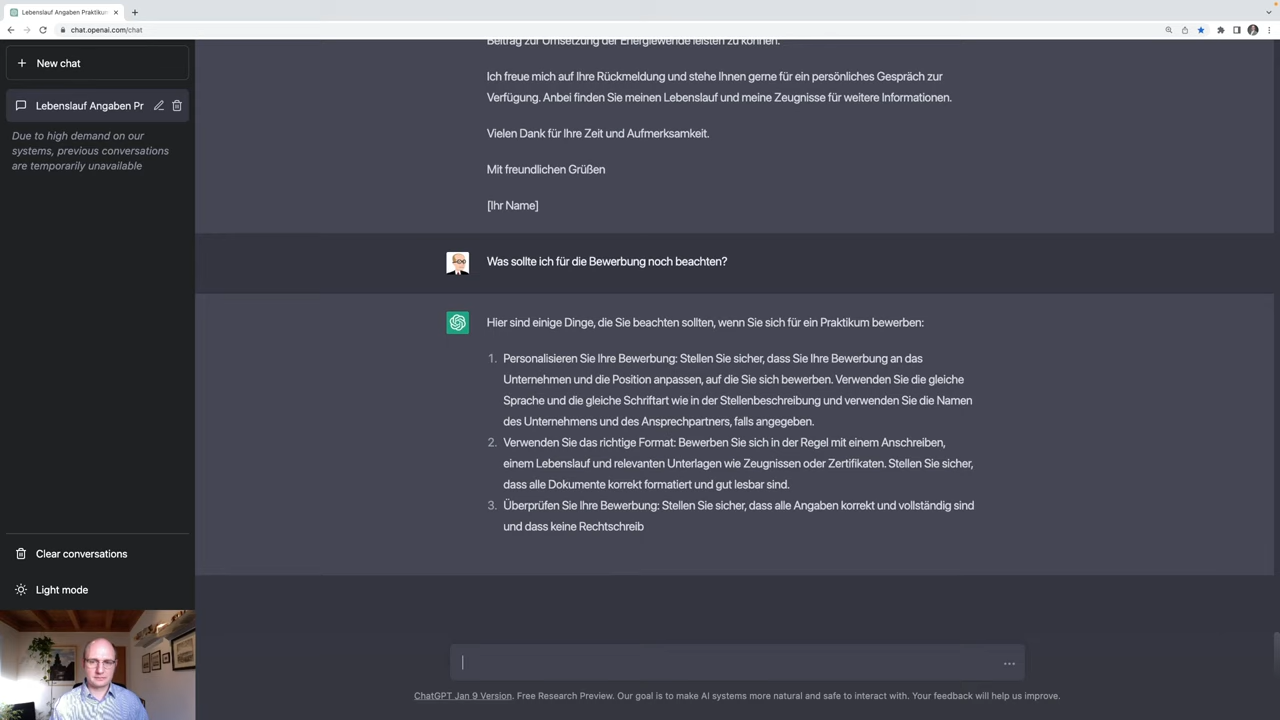 Lebenslauf Angaben Praktikum
chat.openai.com/chat
New chat
Lebenslauf Angaben Pr
Due to high demand on our
systems, previous conversations
are temporarily unavailable
Clear conversations
Light mode
Beitrag zur Umsetzung der Energiewende leisten zu können.
Ich freue mich auf Ihre Rückmeldung und stehe Ihnen gerne für ein persönliches Gespräch zur
Verfügung. Anbei finden Sie meinen Lebenslauf und meine Zeugnisse für weitere Informationen.
Vielen Dank für Ihre Zeit und Aufmerksamkeit.
Mit freundlichen Grüßen
[Ihr Name]
Was sollte ich für die Bewerbung noch beachten?
Hier sind einige Dinge, die Sie beachten sollten, wenn Sie sich für ein Praktikum bewerben:
1. Personalisieren Sie Ihre Bewerbung: Stellen Sie sicher, dass Sie Ihre Bewerbung an das
Unternehmen und die Position anpassen, auf die Sie sich bewerben. Verwenden Sie die gleiche
Sprache und die gleiche Schriftart wie in der Stellenbeschreibung und verwenden Sie die Namen
des Unternehmens und des Ansprechpartners, falls angegeben.
2. Verwenden Sie das richtige Format: Bewerben Sie sich in der Regel mit einem Anschreiben,
einem Lebenslauf und relevanten Unterlagen wie Zeugnissen oder Zertifikaten. Stellen Sie sicher,
dass alle Dokumente korrekt formatiert und gut lesbar sind.
3. Überprüfen Sie Ihre Bewerbung: Stellen Sie sicher, dass alle Angaben korrekt und vollständig sind
und dass keine Rechtschreib
ChatGPT Jan 9 Version. Free Research Preview. Our goal is to make AI systems more natural and safe to interact with. Your feedback will help us improve.